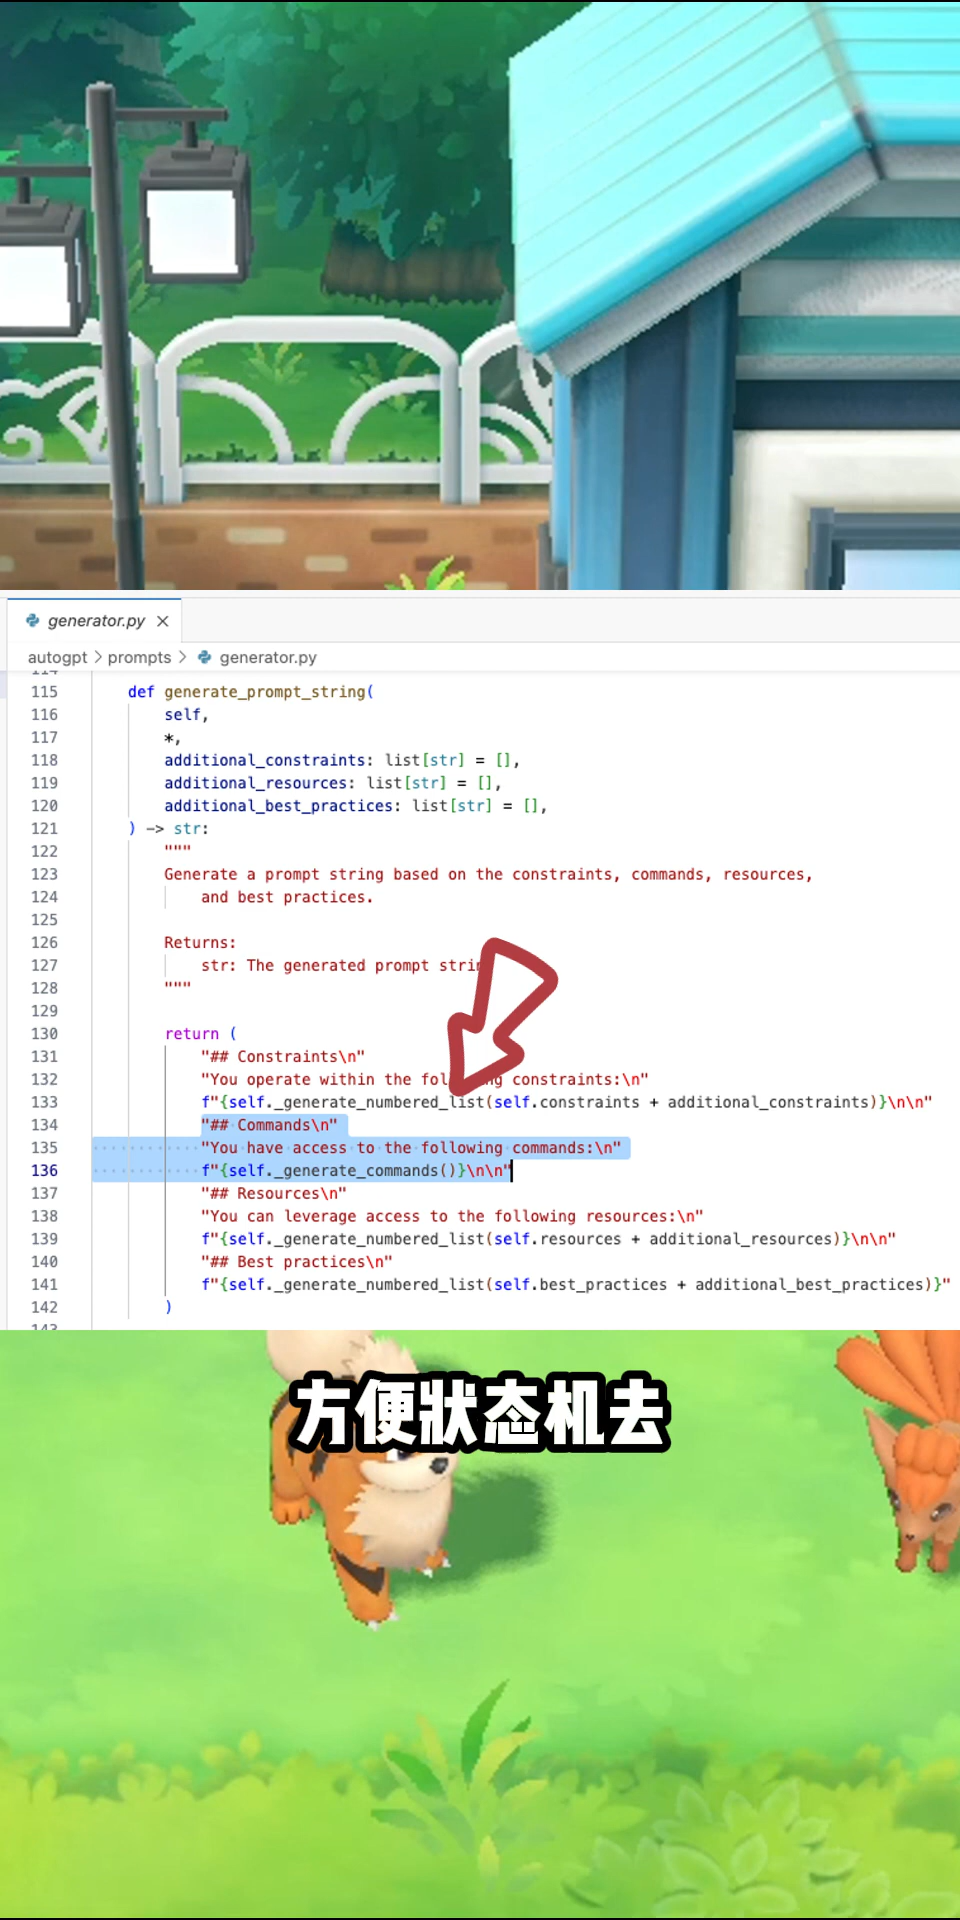 generator.py
autogpt > prompts > generator.py
115 def generate_prompt_string(
116 self,
117 *,
118 additional_constraints: list[str] = [],
119 additional_resources: list[str] = [],
120 additional_best_practices: list[str] = [],
121 ) -> str:
122 """
123 Generate a prompt string based on the constraints, commands, resources,
124 and best practices.
125
126 Returns:
127 str: The generated prompt
128 """
129
130 return (
131 "## Constraints\n"
132 "You operate within the constraints:\n"
133 f"{self._generate_numbered_list(self.constraints + additional_constraints)}\n\n"
134 "## Commands\n"
135 "You have access to the following commands:\n"
136 f"{self._generate_commands()}\n\n"
137 "## Resources\n"
138 "You can leverage access to the following resources:\n"
139 f"{self._generate_numbered_list(self.resources + additional_resources)}\n\n"
140 "## Best practices\n"
141 f"{self._generate_numbered_list(self.best_practices + additional_best_practices)}"
142 )
方便狀态机去